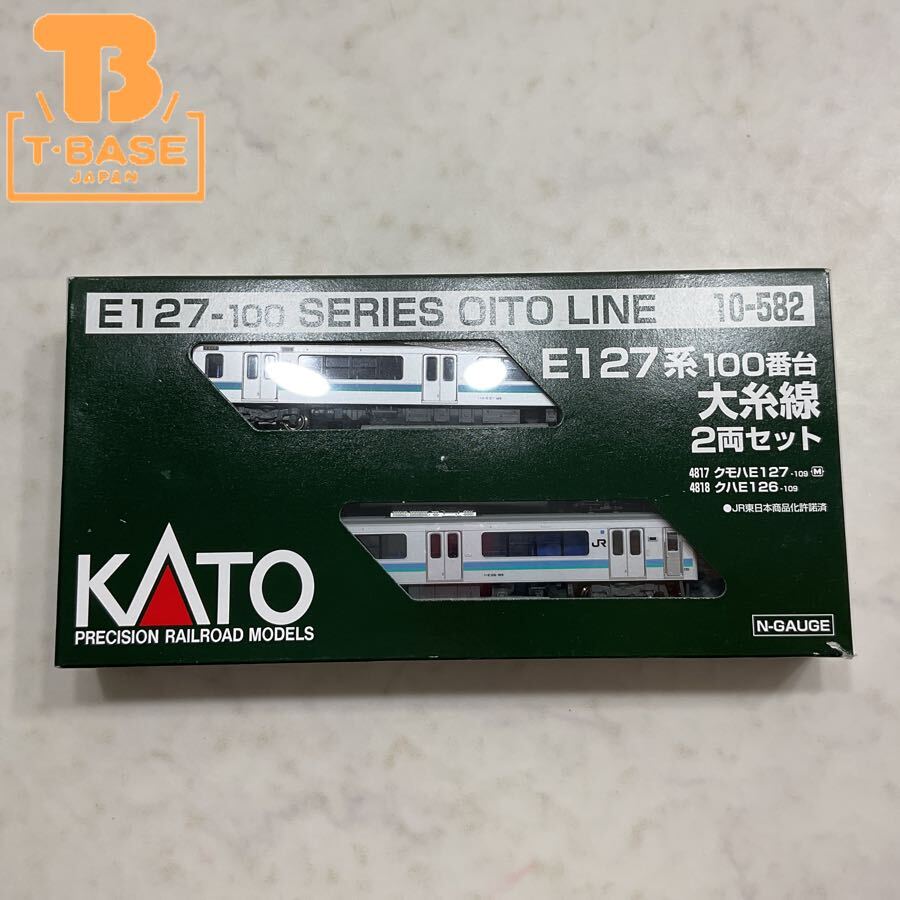 T·BASE
JAPAN
E127-100 SERIES OITO LINE 10-582
E127系100番台
大糸線
2両セット
4817 クモハE127-109 M
4818 クハE126-109
●JR東日本商品化許諾済
JR
KATO
PRECISION RAILROAD MODELS
N-GAUGE